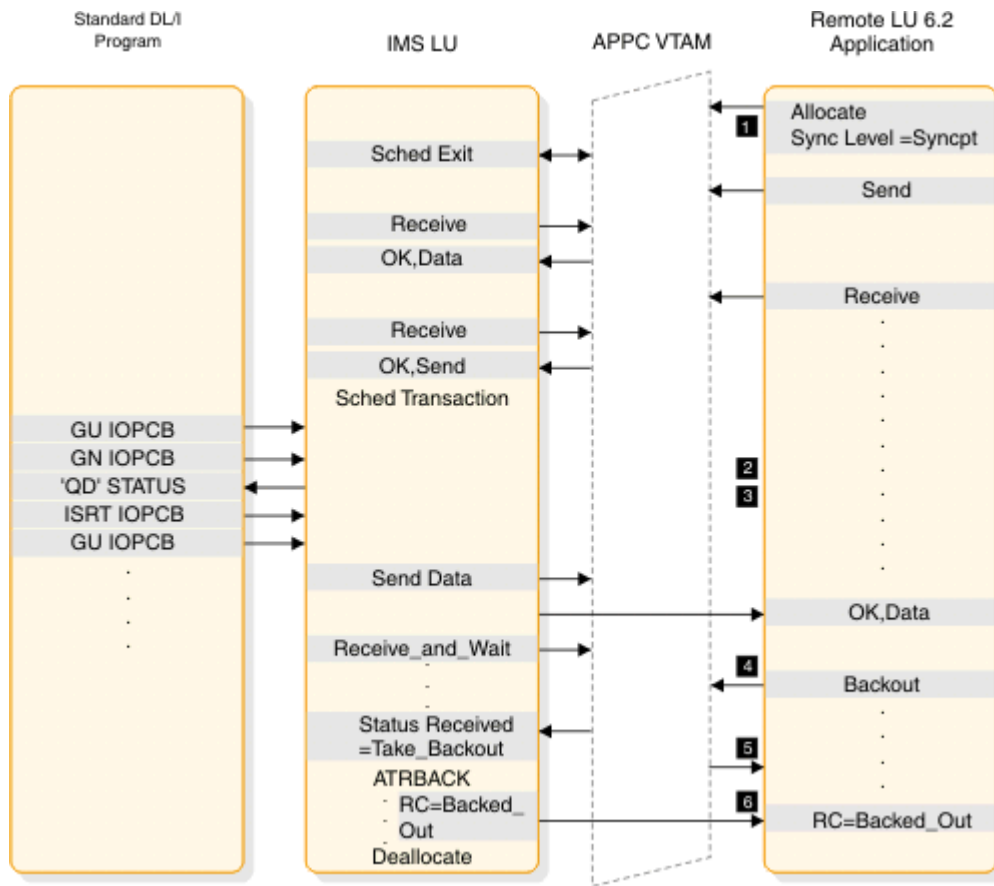 Standard DL/I
Program
IMS LU
APPC VTAM
Remote LU 6.2
Application
1
Allocate
Sync Level =Syncpt
Sched Exit
Send
Receive
OK,Data
Receive
Receive
OK,Send
Sched Transaction
GU IOPCB
GN IOPCB
'QD' STATUS
ISRT IOPCB
GU IOPCB
2
3
Send Data
OK,Data
Receive_and_Wait
4
Backout
Status Received
=Take_Backout
5
ATRBACK
RC=Backed_
Out
6
RC=Backed_Out
Deallocate